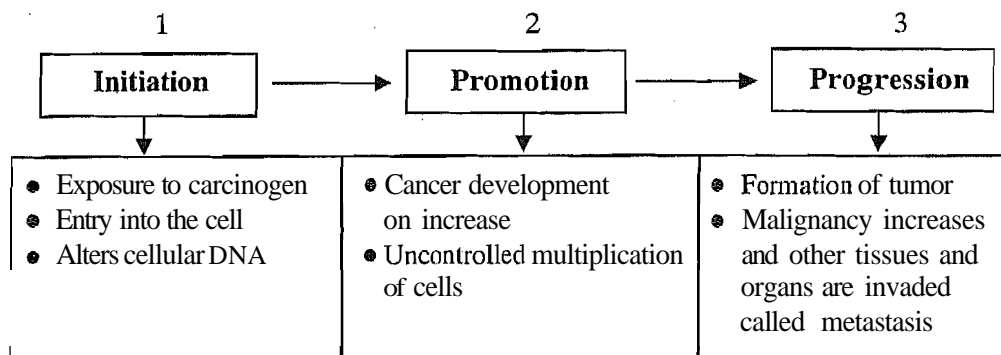 1
2
3
Initiation
Promotion
Progression
• Exposure to carcinogen
• Entry into the cell
• Alters cellular DNA
• Cancer development
on increase
• Uncontrolled multiplication
of cells
• Formation of tumor
• Malignancy increases
and other tissues and
organs are invaded
called metastasis